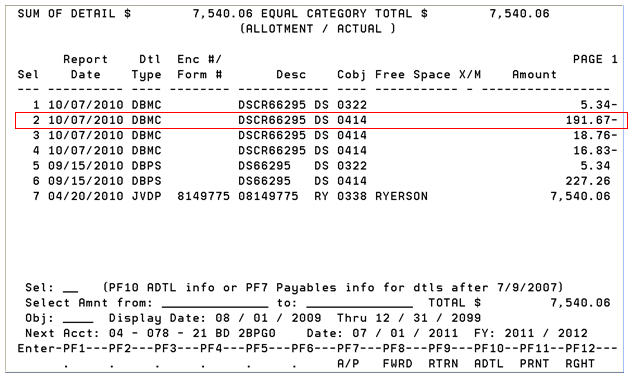 SUM OF DETAIL $ 7,540.06 EQUAL CATEGORY TOTAL $ 7,540.06
(ALLOTMENT / ACTUAL )
Report Dtl Enc #/ PAGE 1
Sel Date Type Form # Desc Cobj Free Space X/M Amount
--- ---------- ---- ------- ------------ ---- ----------- --- -----------------
1 10/07/2010 DBMC DSCR66295 DS 0322 5.34-
2 10/07/2010 DBMC DSCR66295 DS 0414 191.67-
3 10/07/2010 DBMC DSCR66295 DS 0414 18.76-
4 10/07/2010 DBMC DSCR66295 DS 0414 16.83-
5 09/15/2010 DBPS DS66295 DS 0322 5.34
6 09/15/2010 DBPS DS66295 DS 0414 227.26
7 04/20/2010 JVDP 8149775 08149775 RY 0338 RYERSON 7,540.06
Sel: __ (PF10 ADTL info or PF7 Payables info for dtls after 7/9/2007)
Select Amnt from: ______________ to: ______________ TOTAL $ 7,540.06
Obj: ____ Display Date: 08 / 01 / 2009 Thru 12 / 31 / 2099
Next Acct: 04 - 078 - 21 BD 2BPG0 Date: 07 / 01 / 2011 FY: 2011 / 2012
Enter-PF1---PF2---PF3---PF4---PF5---PF6---PF7---PF8---PF9---PF10--PF11--PF12---
. . . . . . A/P FWRD RTRN ADTL PRNT RGHT